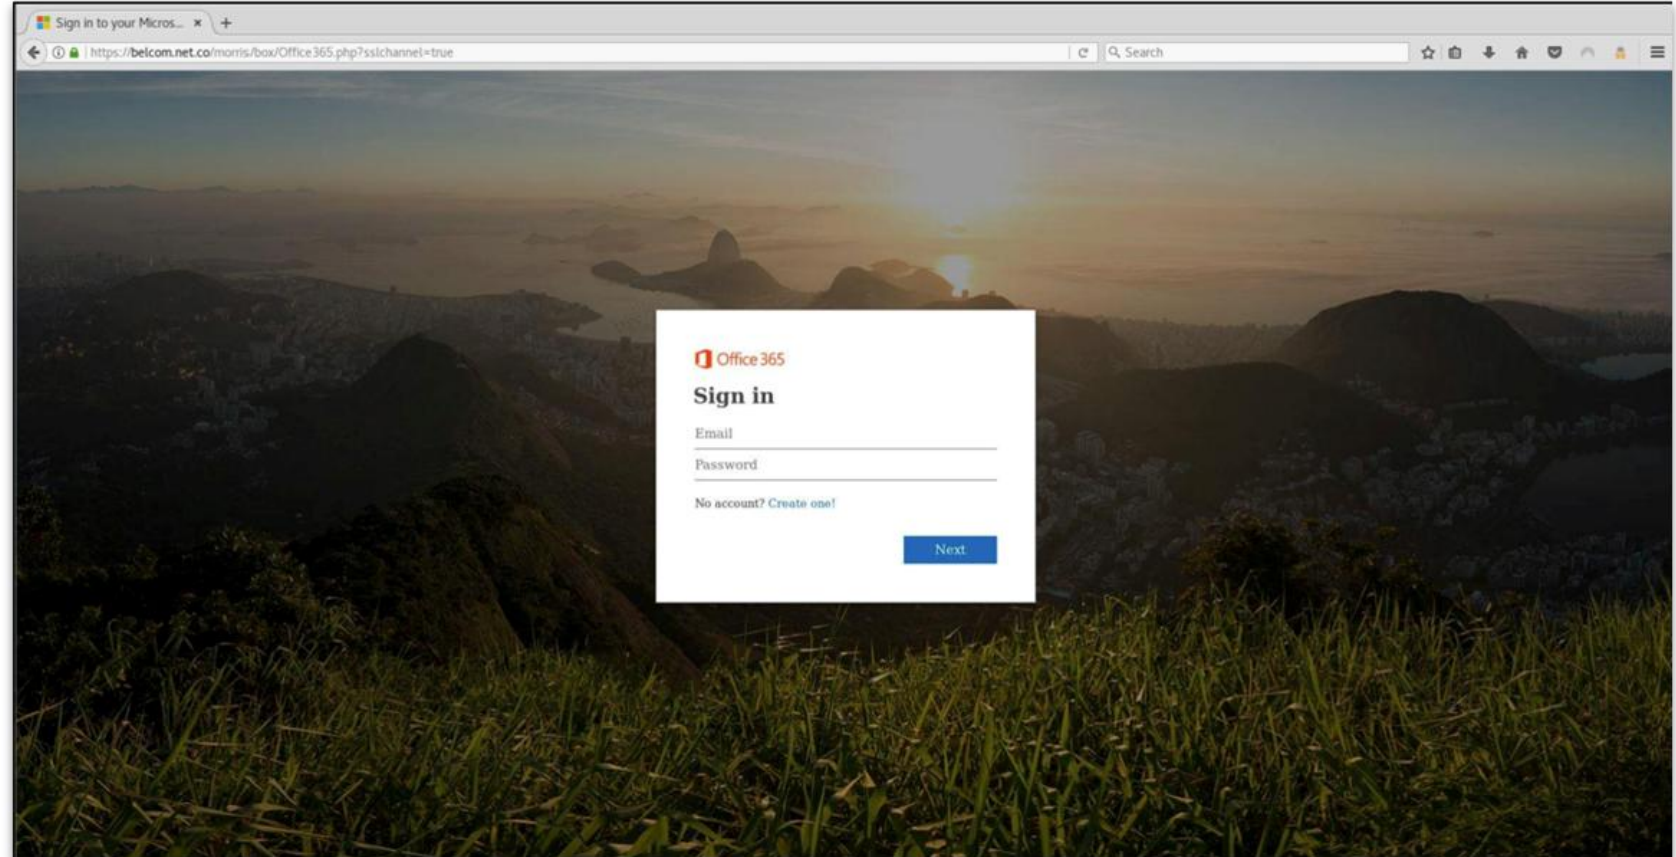 Sign in to your Micros...
https://belcom.net.co/morris/box/Office365.php?sslchannel=true
Search
Office 365
Sign in
Email
Password
No account? Create one!
Next